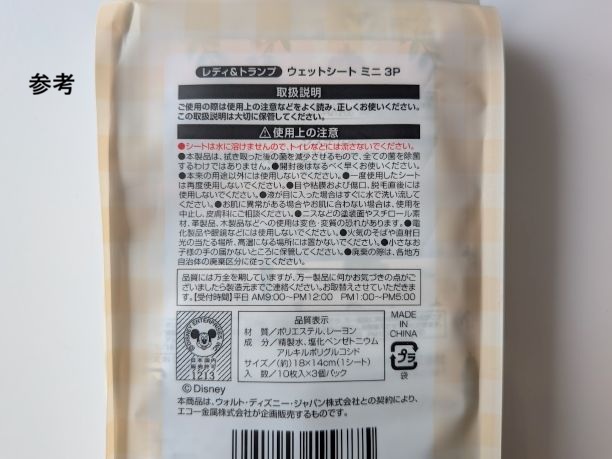 参考
レディ&トランプ ウェットシート ミニ 3P
取扱説明
ご使用の際は使用上の注意などをよく読み、正しくお使いください。
この取扱説明は大切に保管してください。
⚠使用上の注意
●シートは水に溶けませんので、トイレなどには流さないでください。
●本製品は、拭き取った後の菌を減少させるもので、全ての菌を除菌
するわけではありません。●開封後はなるべく早くお使いください。
●本来の用途以外には使用しないでください。●一度使用したシート
は再度使用しないでください。●目や粘膜および傷口、脱毛直後には
使用しないでください。●液が目に入った場合はすぐに水で洗い流して
ください。●お肌に異常がある場合やお肌に合わない場合は、使用を
中止し、皮膚科にご相談ください。●ニスなどの塗装面やスチロール素
材、革製品、木製品などへの使用は変色・変質の恐れがあります。●電
化製品や眼鏡などには使用しないでください。●火気のそばや直射日
光の当たる場所、高温になる場所には置かないでください。●小さなお
子様の手の届かないところに保管してください。●廃棄の際は、各地方
自治体の廃棄区分に従ってください。
品質には万全を期していますが、万一製品に何かお気づきの点がご
ざいましたら製造元までご連絡ください。お取替えさせていただきま
す。【受付時間】平日 AM9:00〜PM12:00 PM1:00〜PM5:00
品質表示
材 質/ポリエステル、レーヨン
成 分/精製水、塩化ベンゼトニウム
アルキルポリグルコシド
サイズ/(約)18×14cm(1シート)
入 数/10枚入×3個パック
MADE
IN
CHINA
プラ
袋
日本国内
販売許可
1213
©Disney
本商品は、ウォルト・ディズニー・ジャパン株式会社との契約により、
エコー金属株式会社が企画販売するものです。